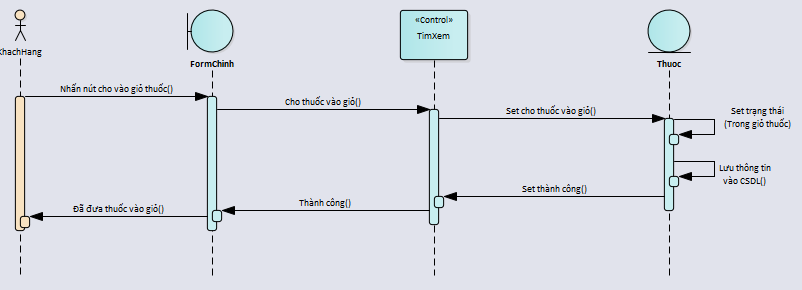 «Control»
TimXem
KhachHang
FormChinh
Thuoc
Nhấn nút cho vào giỏ thuốc()
Cho thuốc vào giỏ()
Set cho thuốc vào giỏ()
Set trạng thái
(Trong giỏ thuốc)
Lưu thông tin
vào CSDL()
Set thành công()
Thành công()
Đã đưa thuốc vào giỏ()